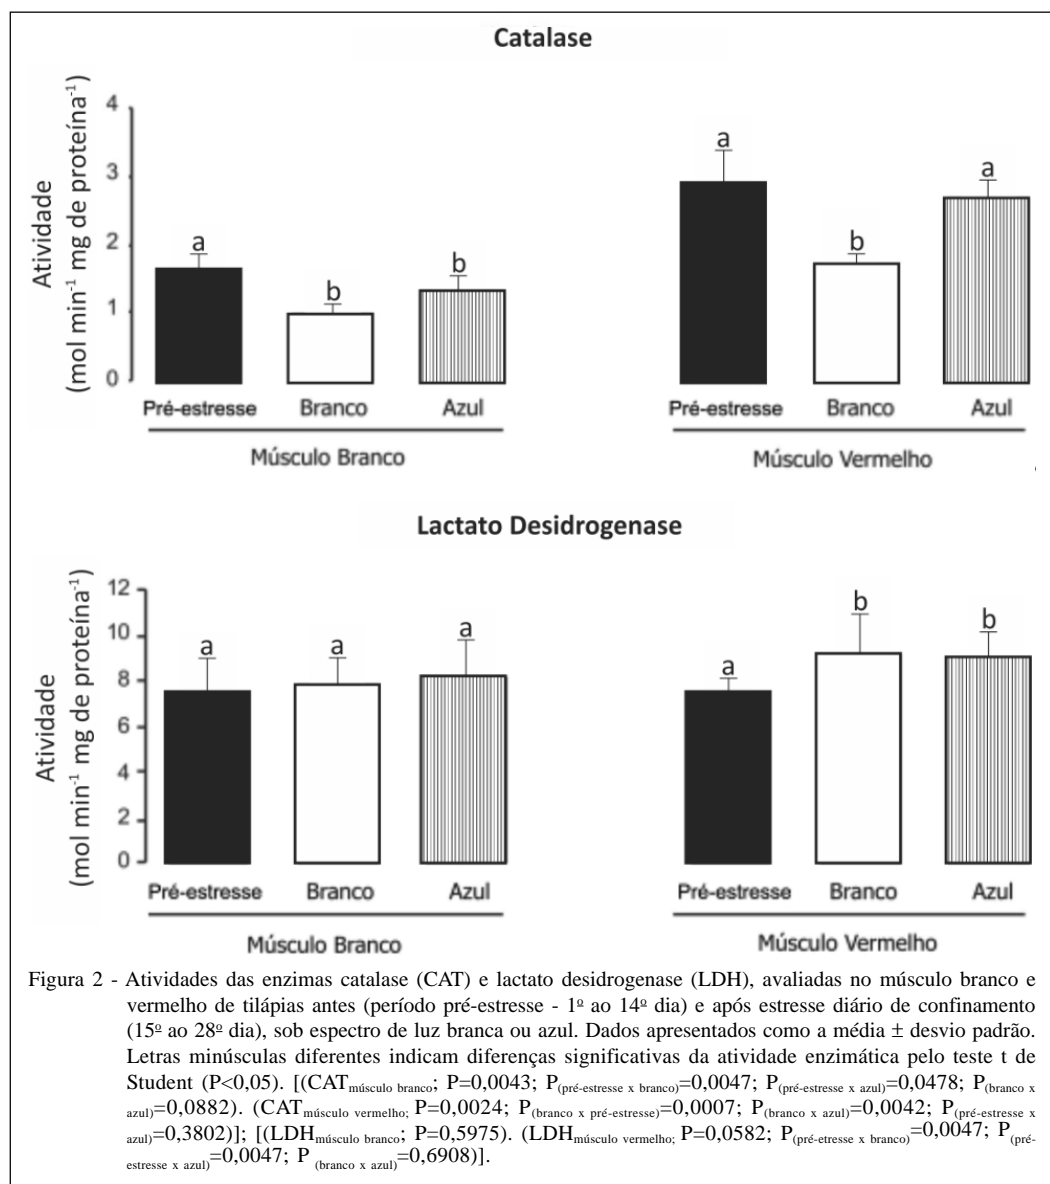 Catalase
Atividade
(mol min⁻¹ mg de proteína⁻¹)
4
3
2
1
0
a
b
b
a
b
a
Pré-estresse Branco Azul
Pré-estresse Branco Azul
Músculo Branco
Músculo Vermelho
Lactato Desidrogenase
Atividade
(mol min⁻¹ mg de proteína⁻¹)
12
10
8
6
4
2
0
a
a
a
a
b
b
Pré-estresse Branco Azul
Pré-estresse Branco Azul
Músculo Branco
Músculo Vermelho
Figura 2 - Atividades das enzimas catalase (CAT) e lactato desidrogenase (LDH), avaliadas no músculo branco e
vermelho de tilápias antes (período pré-estresse - 1º ao 14º dia) e após estresse diário de confinamento
(15º ao 28º dia), sob espectro de luz branca ou azul. Dados apresentados como a média ± desvio padrão.
Letras minúsculas diferentes indicam diferenças significativas da atividade enzimática pelo teste t de
Student (P<0,05). [(CAT músculo branco; P=0,0043; P(pré-estresse x branco)=0,0047; P(pré-estresse x azul)=0,0478; P(branco x
azul)=0,0882). (CAT músculo vermelho; P=0,0024; P(branco x pré-estresse)=0,0007; P(branco x azul)=0,0042; P(pré-estresse x
azul)=0,3802)]; [(LDH músculo branco; P=0,5975). (LDH músculo vermelho; P=0,0582; P(pré-etresse x branco)=0,0047; P(pré-
estresse x azul)=0,0047; P (branco x azul)=0,6908)].